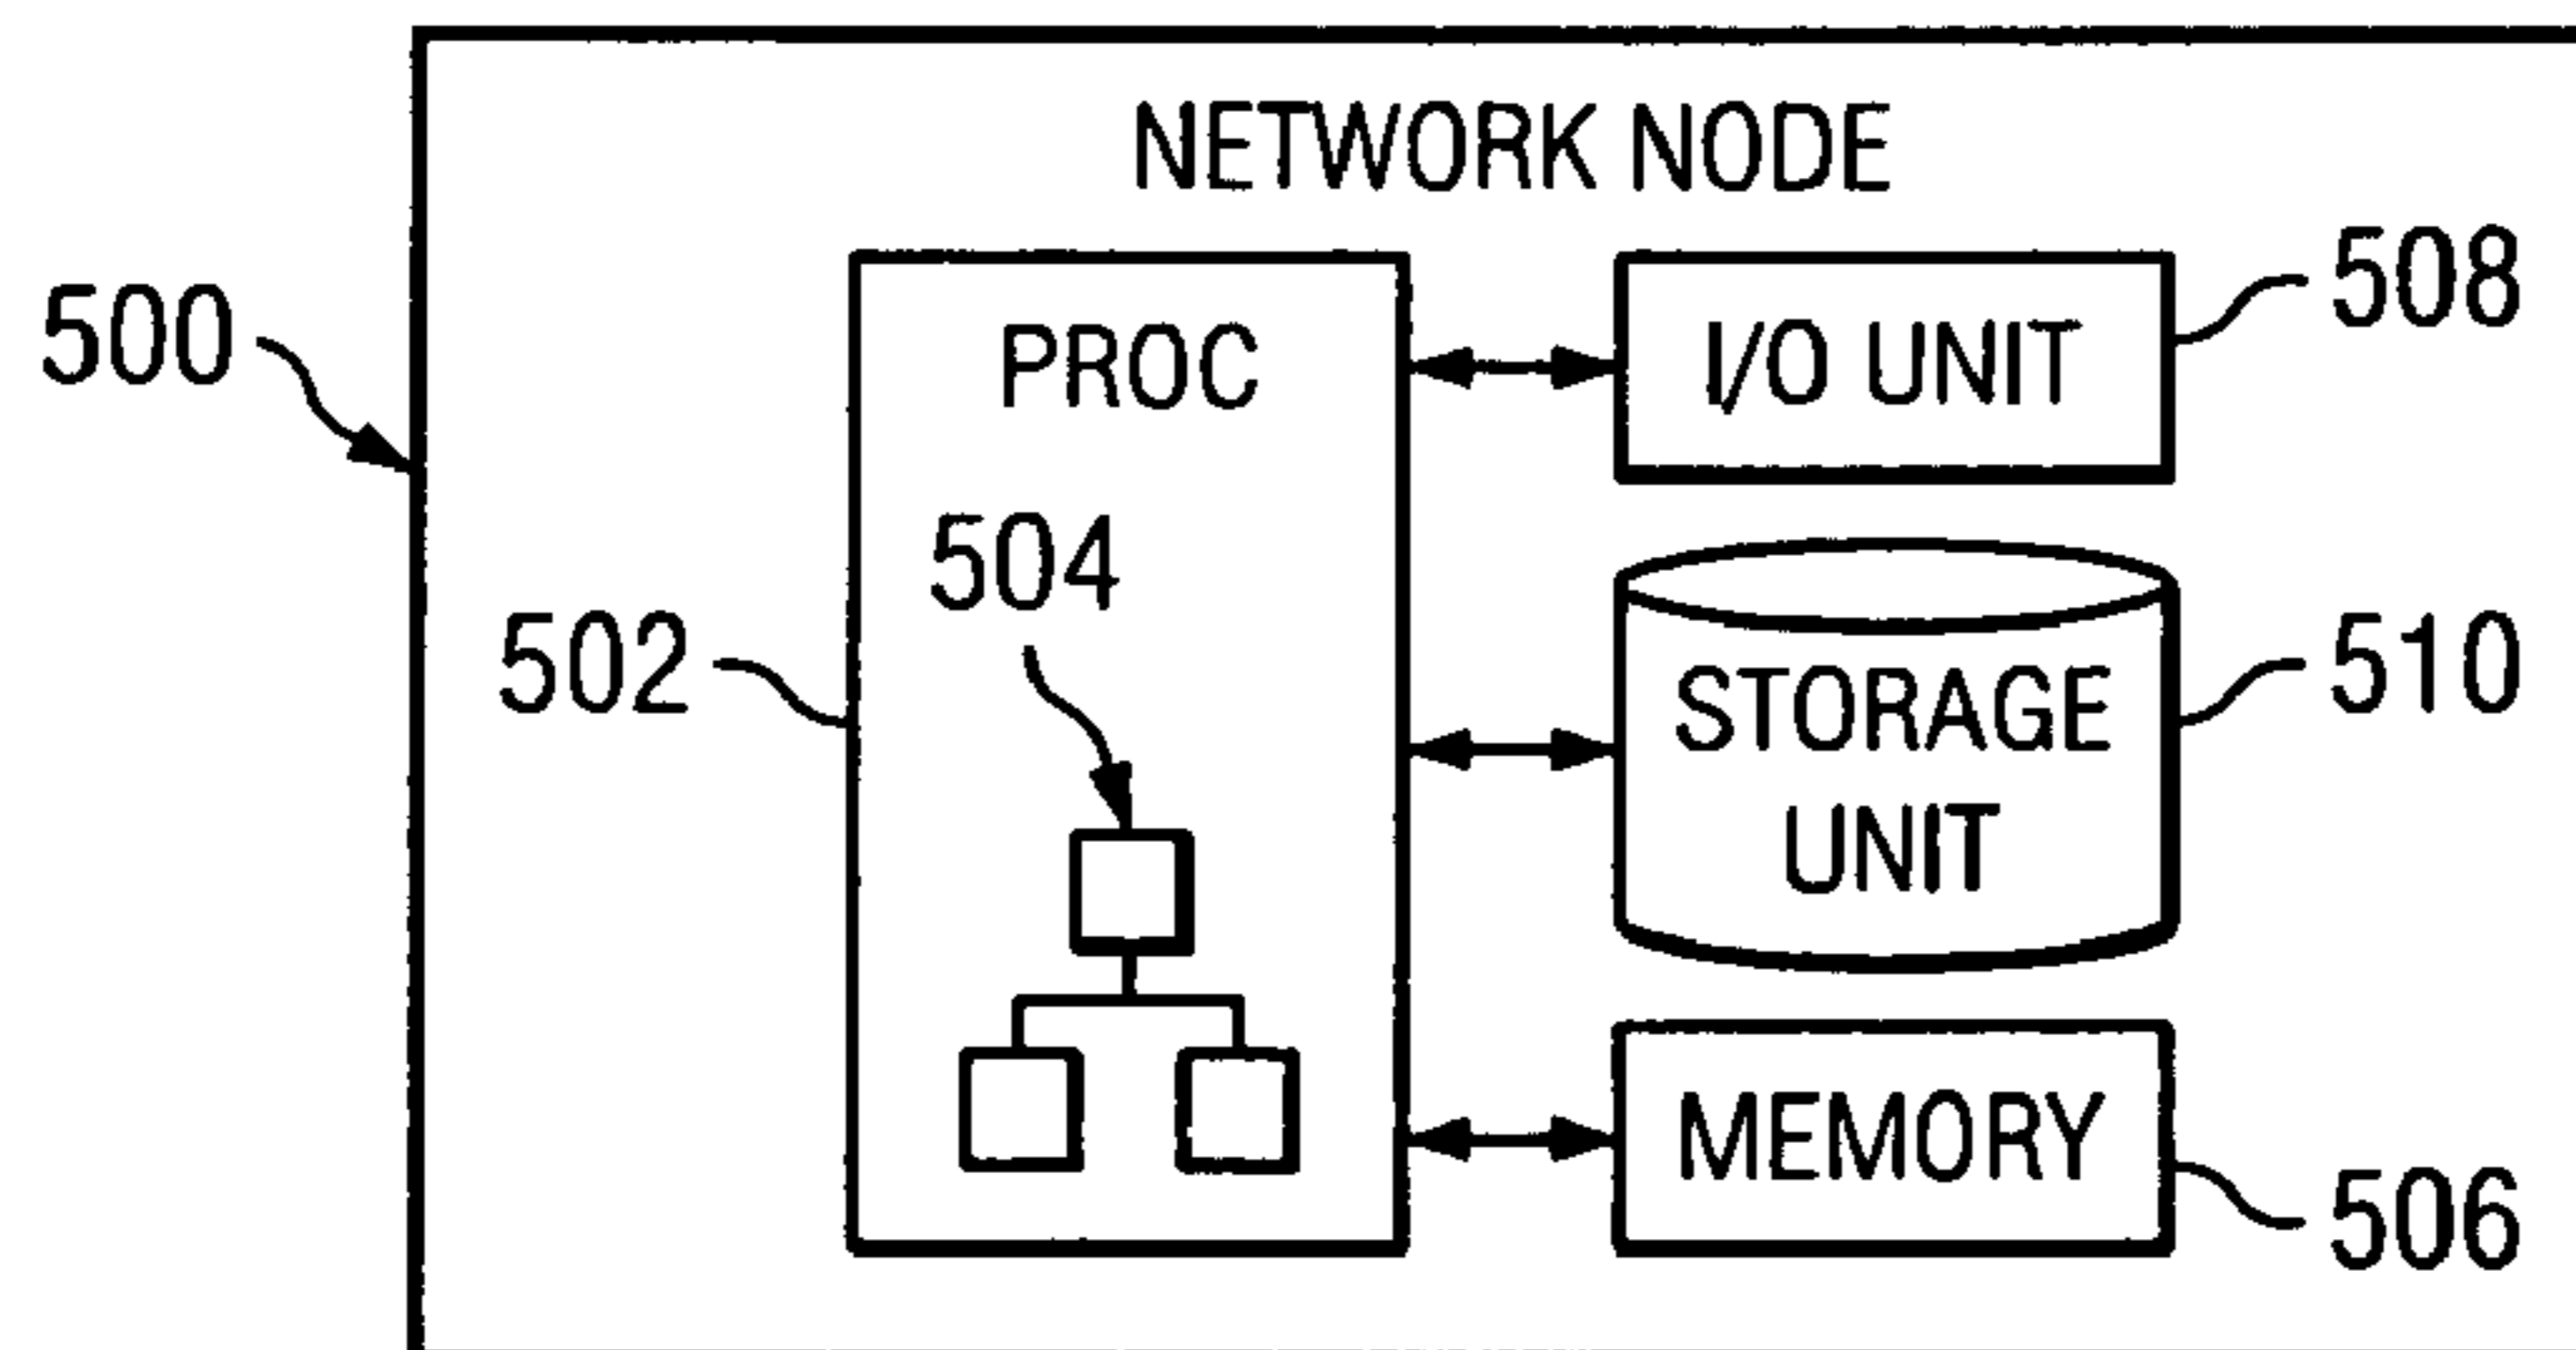 NETWORK NODE
500
PROC
I/O UNIT
508
504
502
STORAGE
UNIT
510
MEMORY
506